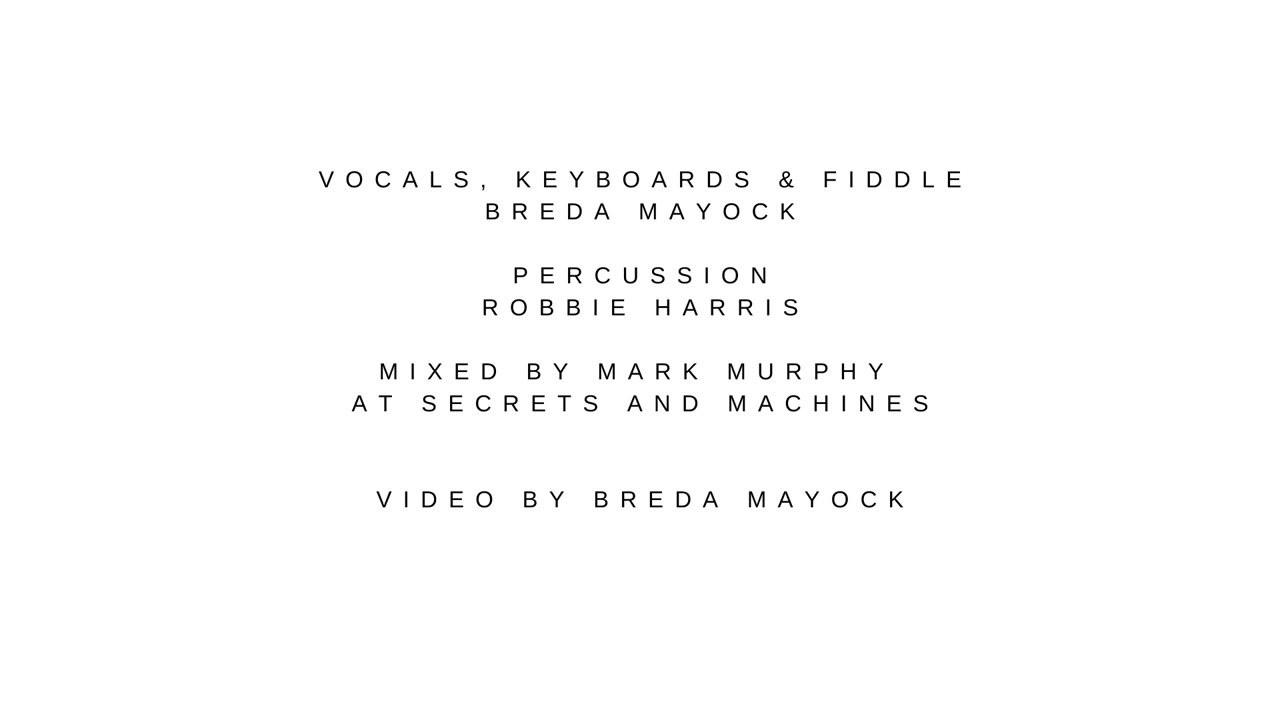 VOCALS, KEYBOARDS & FIDDLE
BREDA MAYOCK
PERCUSSION
ROBBIE HARRIS
MIXED BY MARK MURPHY
AT SECRETS AND MACHINES
VIDEO BY BREDA MAYOCK